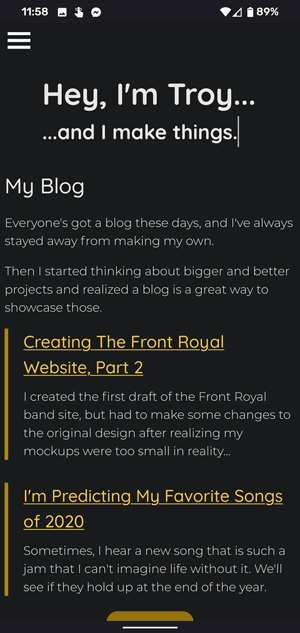 11:58
89%
Hey, I'm Troy...
...and I make things.
My Blog
Everyone's got a blog these days, and I've always
stayed away from making my own.
Then I started thinking about bigger and better
projects and realized a blog is a great way to
showcase those.
Creating The Front Royal
Website, Part 2
I created the first draft of the Front Royal
band site, but had to make some changes to
the original design after realizing my
mockups were too small in reality...
I'm Predicting My Favorite Songs
of 2020
Sometimes, I hear a new song that is such a
jam that I can't imagine life without it. We'll
see if they hold up at the end of the year.